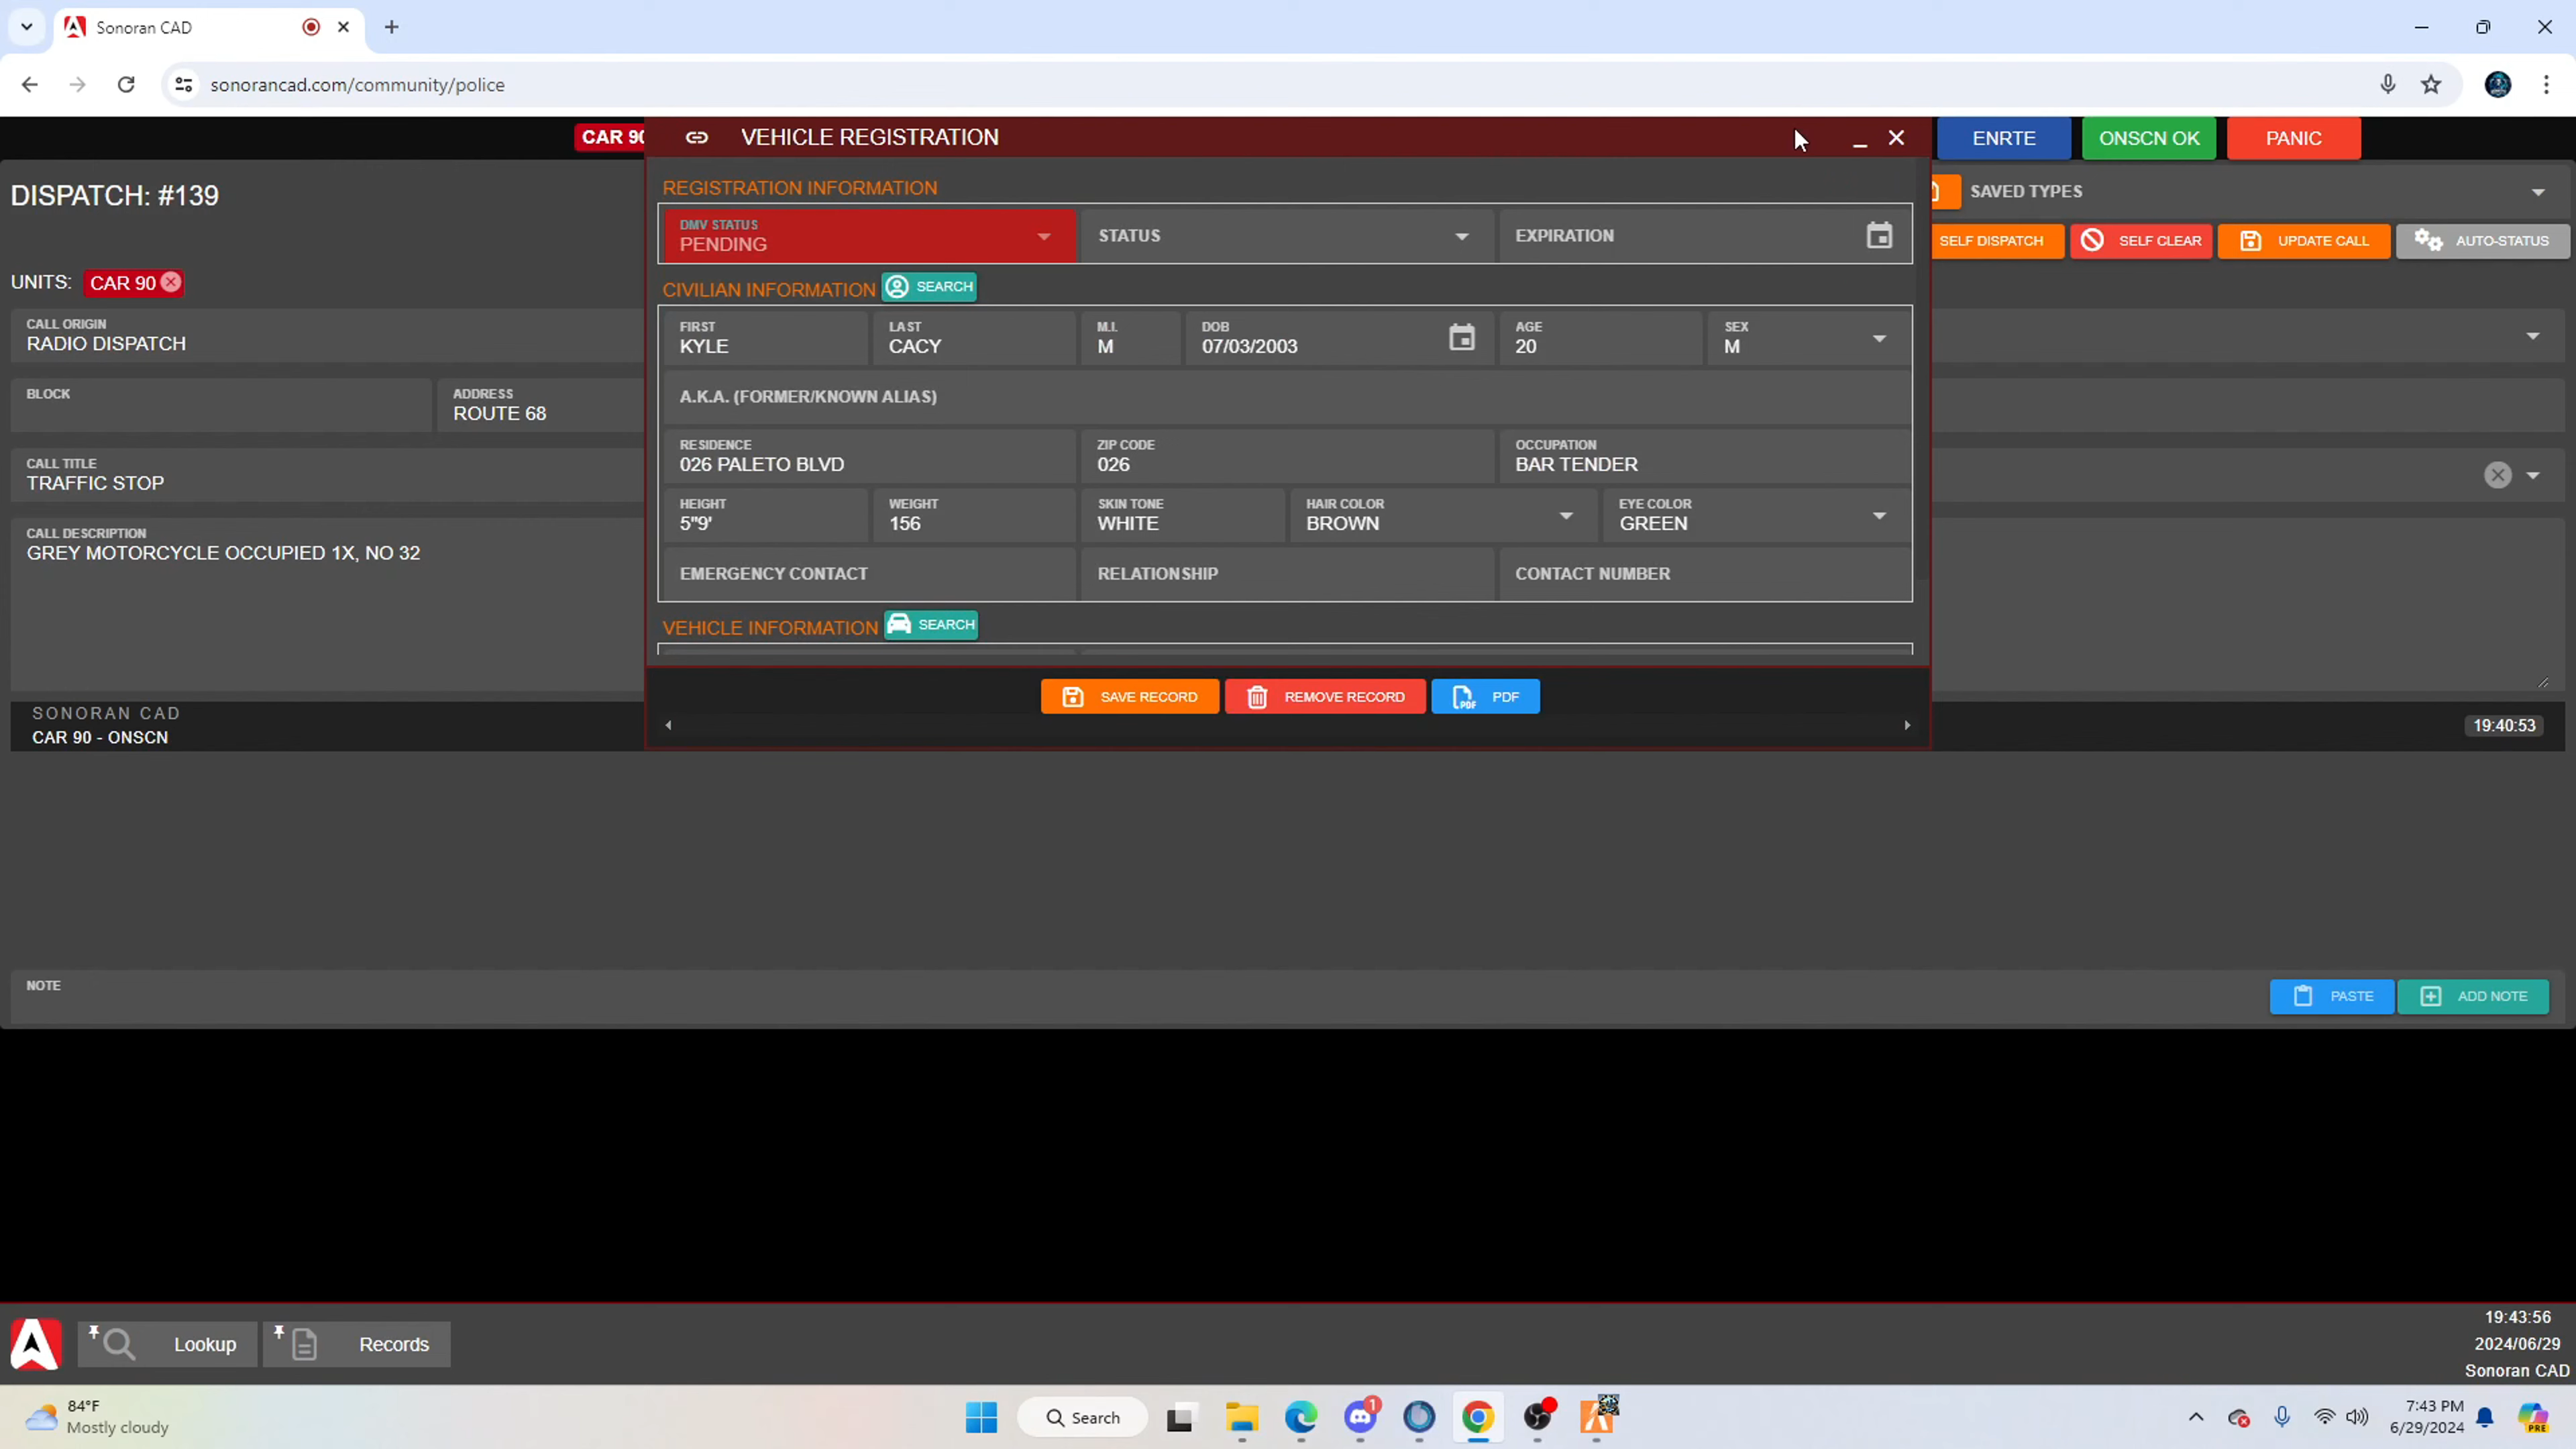 Sonoran CAD
sonorancad.com/community/police
CAR 90
VEHICLE REGISTRATION
ENRTE
ONSCN OK
PANIC
DISPATCH: #139
SAVED TYPES
SELF DISPATCH
SELF CLEAR
UPDATE CALL
AUTO-STATUS
UNITS: CAR 90
CALL ORIGIN
RADIO DISPATCH
BLOCK
ADDRESS
ROUTE 68
CALL TITLE
TRAFFIC STOP
CALL DESCRIPTION
GREY MOTORCYCLE OCCUPIED 1X, NO 32
REGISTRATION INFORMATION
DMV STATUS
PENDING
STATUS
EXPIRATION
CIVILIAN INFORMATION
SEARCH
FIRST
KYLE
LAST
CACY
M.I.
M
DOB
07/03/2003
AGE
20
SEX
M
A.K.A. (FORMER/KNOWN ALIAS)
RESIDENCE
026 PALETO BLVD
ZIP CODE
026
OCCUPATION
BAR TENDER
HEIGHT
5"9'
WEIGHT
156
SKIN TONE
WHITE
HAIR COLOR
BROWN
EYE COLOR
GREEN
EMERGENCY CONTACT
RELATIONSHIP
CONTACT NUMBER
VEHICLE INFORMATION
SEARCH
SAVE RECORD
REMOVE RECORD
PDF
PDF
SONORAN CAD
CAR 90 - ONSCN
19:40:53
NOTE
PASTE
ADD NOTE
Lookup
Records
19:43:56
2024/06/29
Sonoran CAD
84°F
Mostly cloudy
Search
1
7:43 PM
6/29/2024
PRE